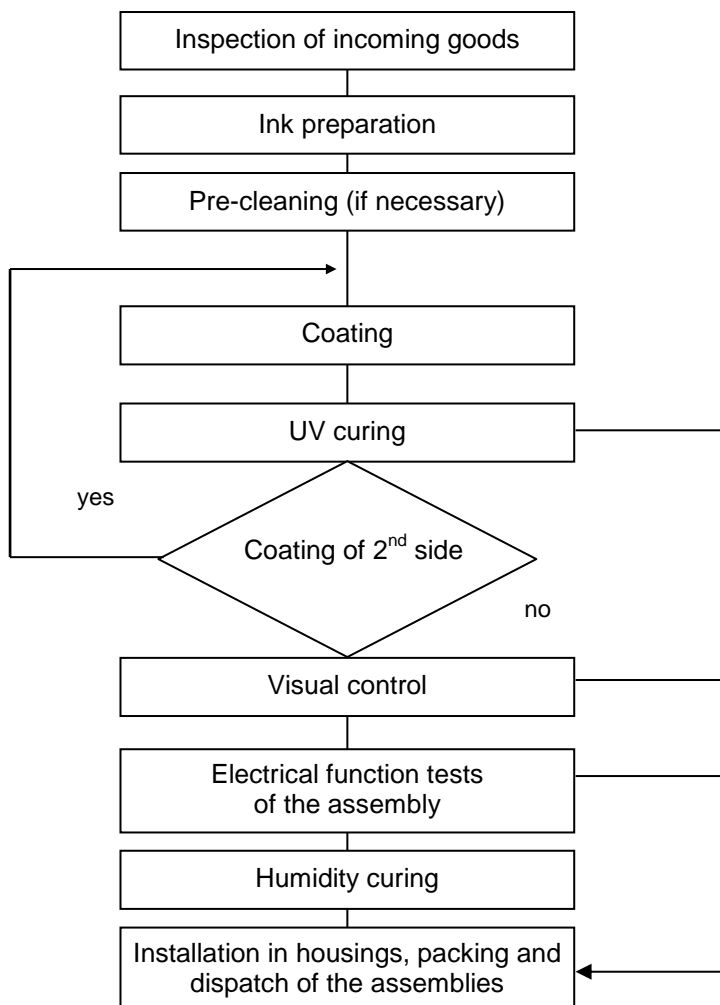 Inspection of incoming goods
Ink preparation
Pre-cleaning (if necessary)
Coating
UV curing
yes
Coating of 2nd side
no
Visual control
Electrical function tests
of the assembly
Humidity curing
Installation in housings, packing and
dispatch of the assemblies